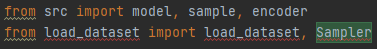 from src import model, sample, encoder
from load_dataset import load_dataset, Sampler